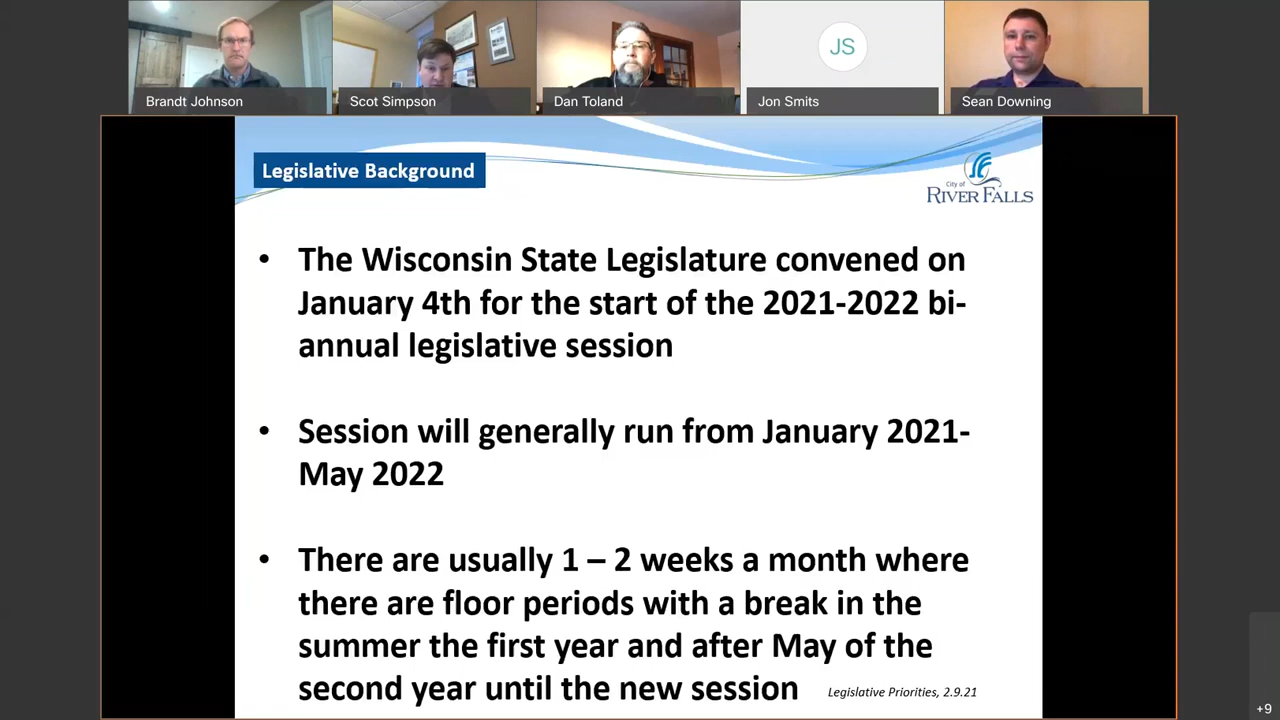 JS
Brandt Johnson
Scot Simpson
Dan Toland
Jon Smits
Sean Downing
Legislative Background
City of
RIVER FALLS
• The Wisconsin State Legislature convened on
January 4th for the start of the 2021-2022 bi-
annual legislative session
• Session will generally run from January 2021-
May 2022
• There are usually 1 – 2 weeks a month where
there are floor periods with a break in the
summer the first year and after May of the
second year until the new session
Legislative Priorities, 2.9.21
+9